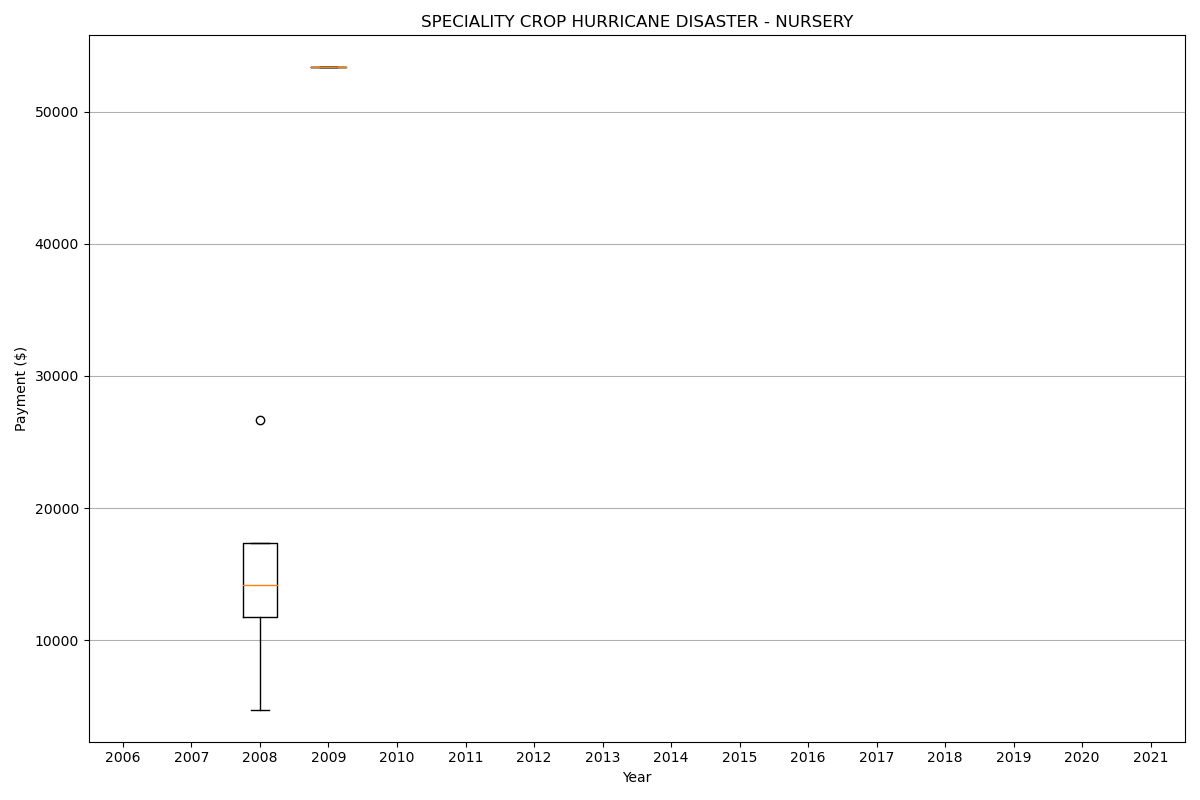 SPECIALITY CROP HURRICANE DISASTER - NURSERY
50000
40000
30000
20000
10000
Payment ($)
2006 2007 2008 2009 2010 2011 2012 2013 2014 2015 2016 2017 2018 2019 2020 2021
Year